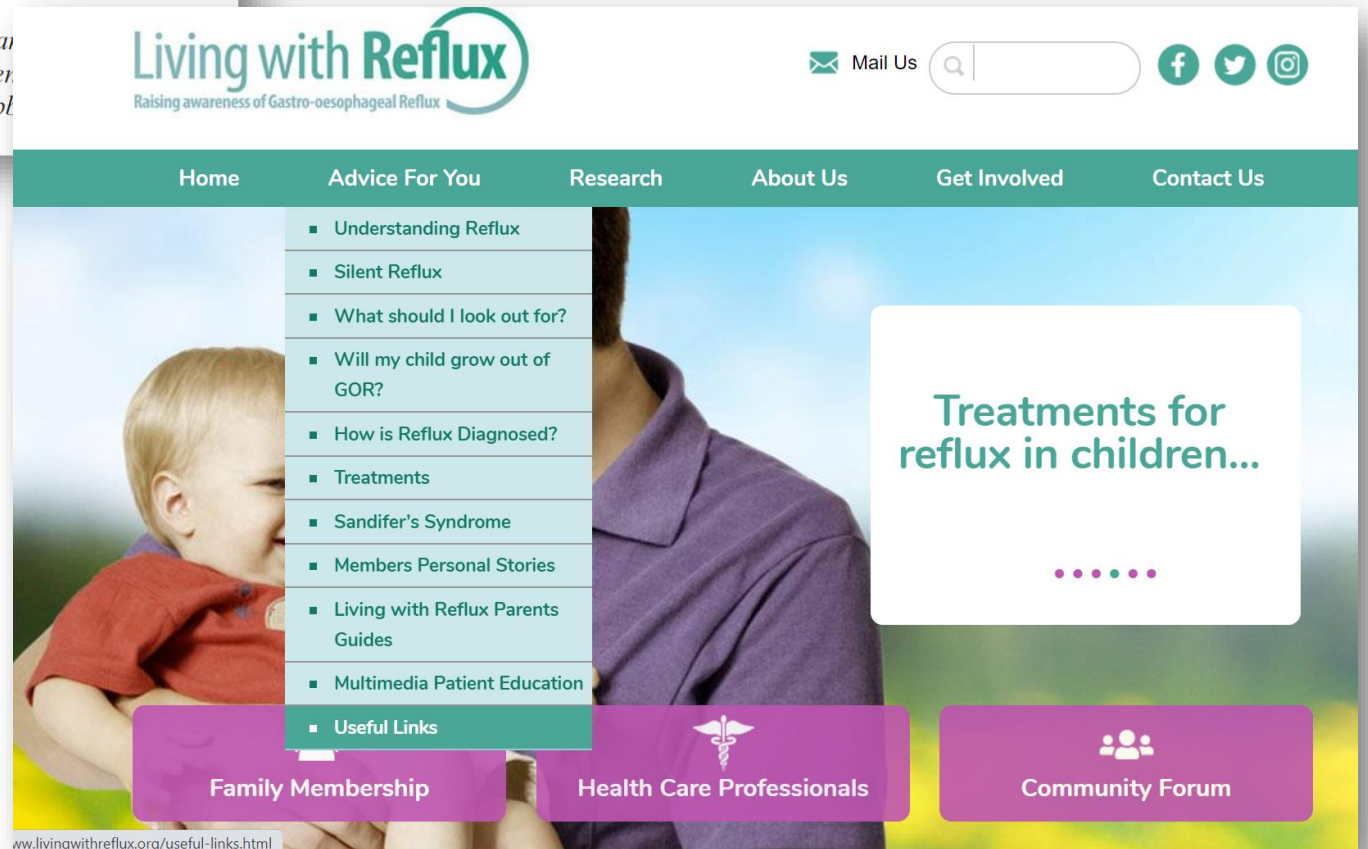 Living with Reflux
Raising awareness of Gastro-oesophageal Reflux
Mail Us
Home Advice For You Research About Us Get Involved Contact Us
Understanding Reflux
Silent Reflux
What should I look out for?
Will my child grow out of
GOR?
How is Reflux Diagnosed?
Treatments
Sandifer's Syndrome
Members Personal Stories
Living with Reflux Parents
Guides
Multimedia Patient Education
Useful Links
Treatments for
reflux in children...
Family Membership
Health Care Professionals
Community Forum
w.livingwithreflux.org/useful-links.html